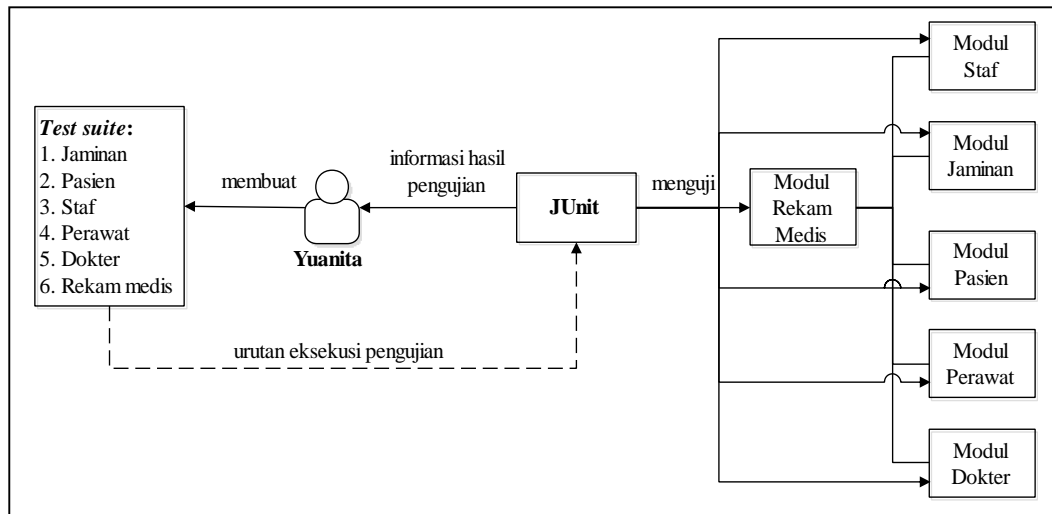 Test suite:
1. Jaminan
2. Pasien
3. Staf
4. Perawat
5. Dokter
6. Rekam medis
membuat
Yuanita
informasi hasil
pengujian
JUnit
urutan eksekusi pengujian
menguji
Modul
Rekam
Medis
Modul
Staf
Modul
Jaminan
Modul
Pasien
Modul
Perawat
Modul
Dokter